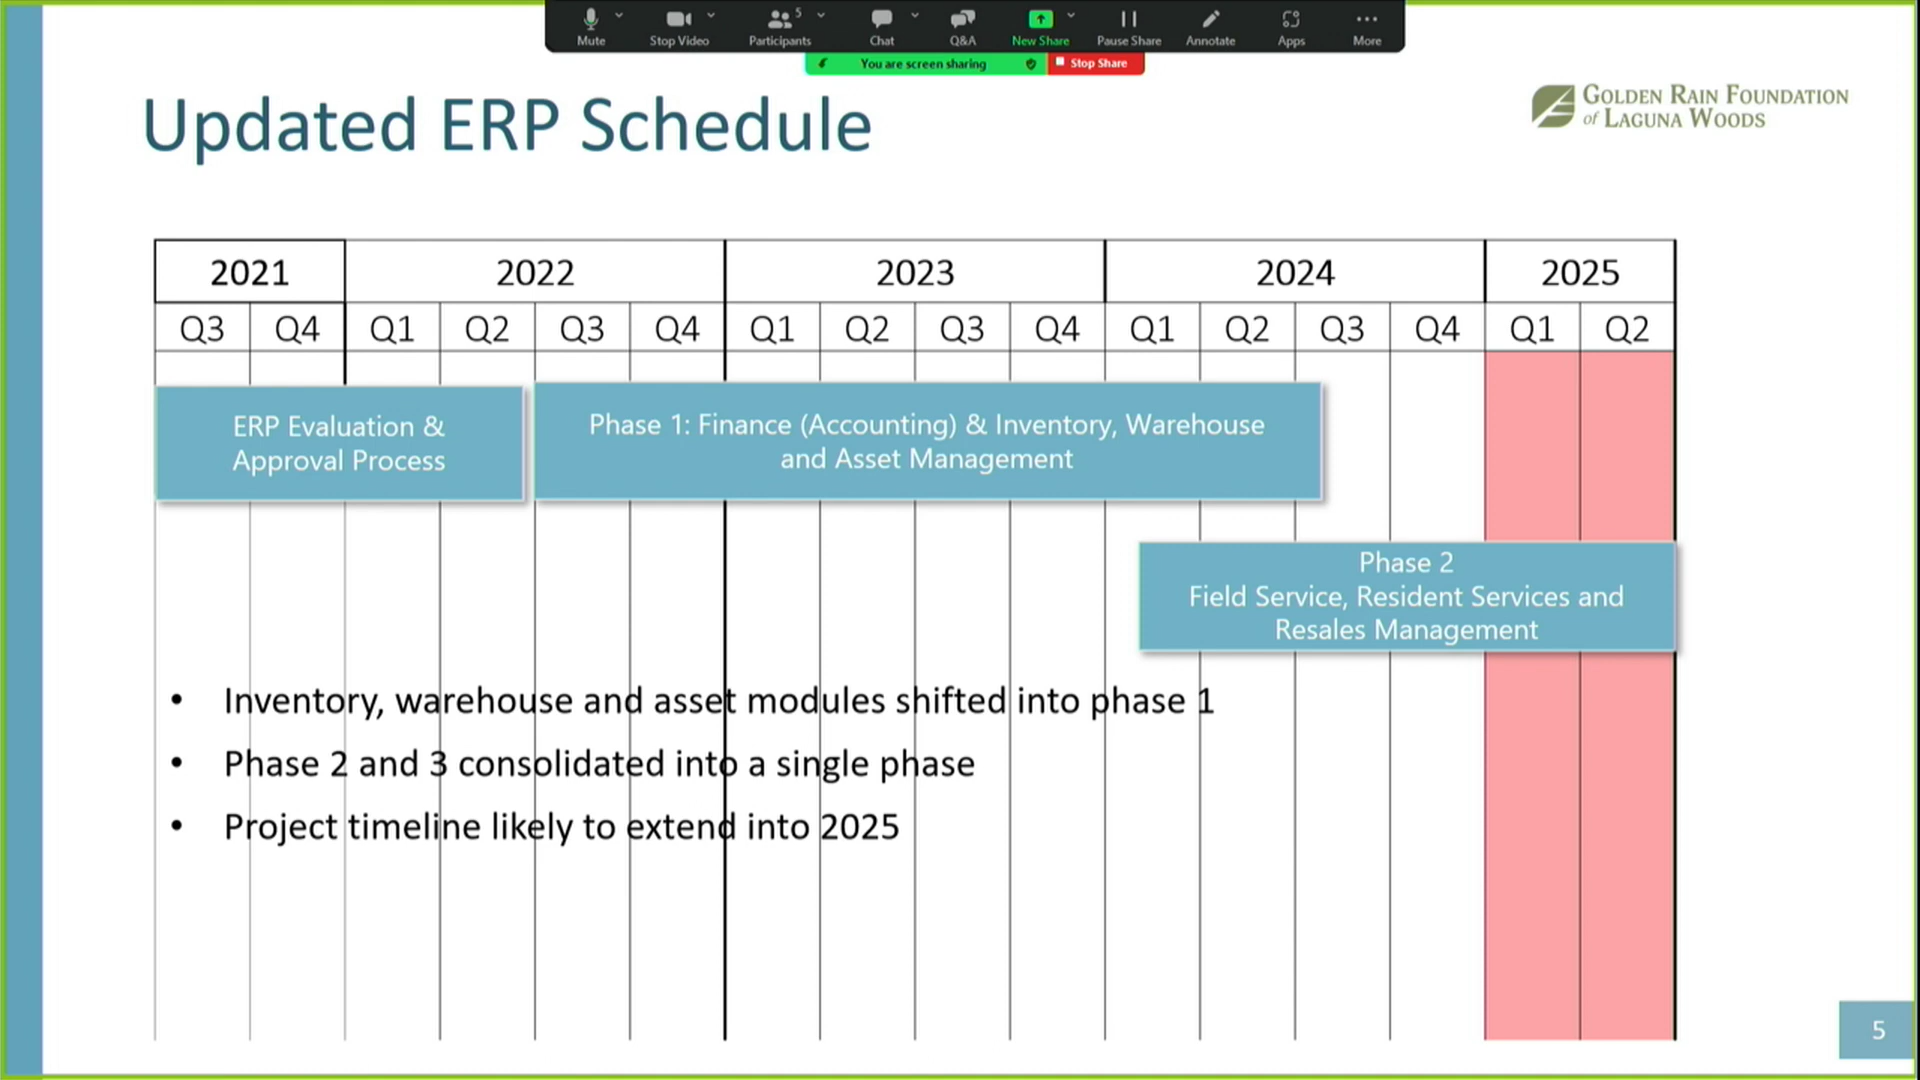 5
Mute
Stop Video
Participants
Chat
Q&A
New Share
Pause Share
Annotate
Apps
More
You are screen sharing
Stop Share
Updated ERP Schedule
GOLDEN RAIN FOUNDATION
of LAGUNA WOODS
2021 2022 2023 2024 2025
Q3 Q4 Q1 Q2 Q3 Q4 Q1 Q2 Q3 Q4 Q1 Q2 Q3 Q4 Q1 Q2
ERP Evaluation &
Approval Process
Phase 1: Finance (Accounting) & Inventory, Warehouse
and Asset Management
Phase 2
Field Service, Resident Services and
Resales Management
• Inventory, warehouse and asset modules shifted into phase 1
• Phase 2 and 3 consolidated into a single phase
• Project timeline likely to extend into 2025
5